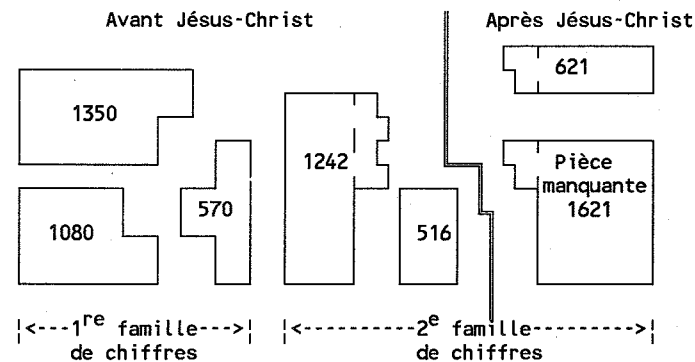 Avant Jésus-Christ
Après Jésus-Christ
621
1350
1242
Pièce
manquante
1621
570
1080
516
|<---1re famille--->|
de chiffres
|<---------2e famille--------->|
de chiffres